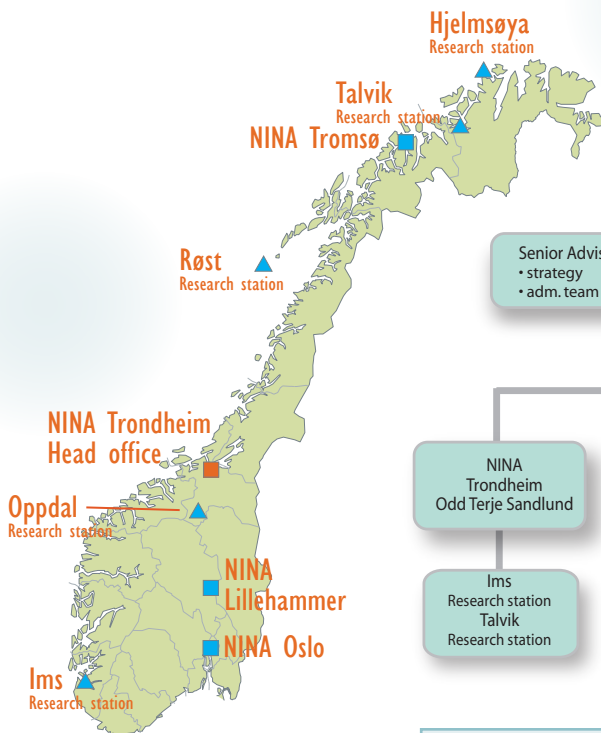 Hjelmsøya
Research station
Talvik
Research station
NINA Tromsø
Røst
Research station
NINA Trondheim
Head office
Oppdal
Research station
NINA
Lillehammer
NINA Oslo
Ims
Research station
Senior Advis
• strategy
• adm. team
NINA
Trondheim
Odd Terje Sandlund
Ims
Research station
Talvik
Research station